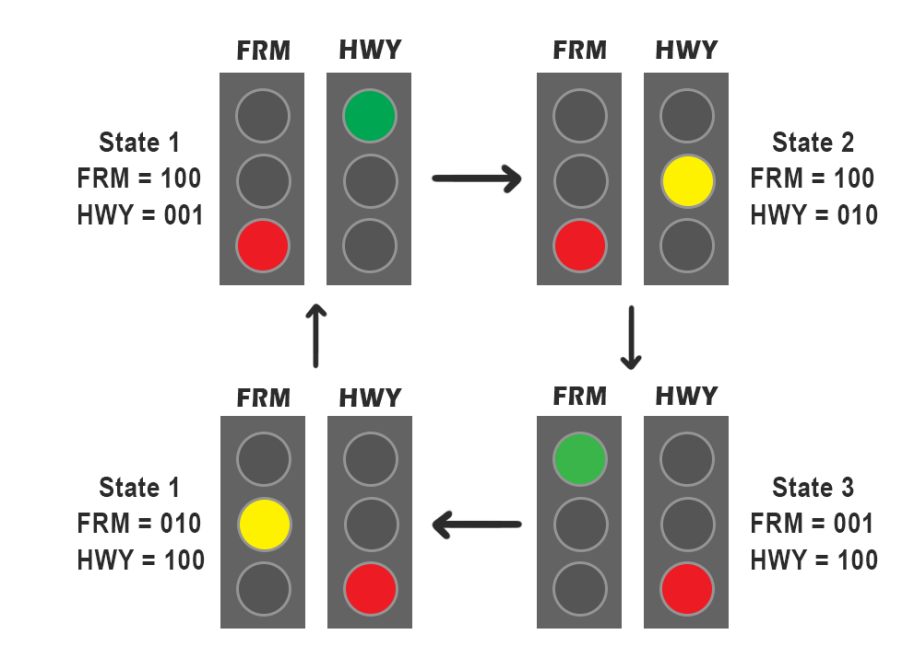 FRM HWY
State 1
FRM = 100
HWY = 001
FRM HWY
State 2
FRM = 100
HWY = 010
FRM HWY
State 1
FRM = 010
HWY = 100
FRM HWY
State 3
FRM = 001
HWY = 100